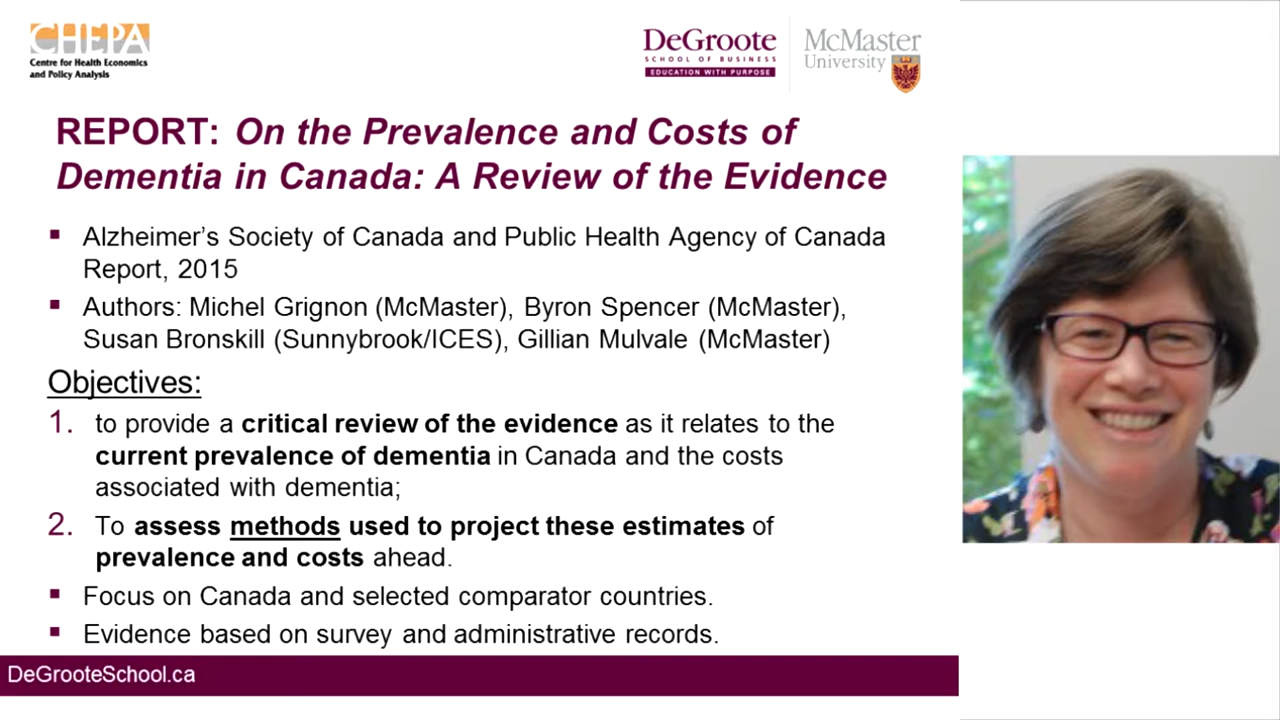 CHEPA
Centre for Health Economics
and Policy Analysis
DeGroote
SCHOOL OF BUSINESS
EDUCATION WITH PURPOSE
McMaster
University
REPORT: On the Prevalence and Costs of
Dementia in Canada: A Review of the Evidence
▪ Alzheimer’s Society of Canada and Public Health Agency of Canada
Report, 2015
▪ Authors: Michel Grignon (McMaster), Byron Spencer (McMaster),
Susan Bronskill (Sunnybrook/ICES), Gillian Mulvale (McMaster)
Objectives:
1. to provide a critical review of the evidence as it relates to the
current prevalence of dementia in Canada and the costs
associated with dementia;
2. To assess methods used to project these estimates of
prevalence and costs ahead.
▪ Focus on Canada and selected comparator countries.
▪ Evidence based on survey and administrative records.
DeGrooteSchool.ca